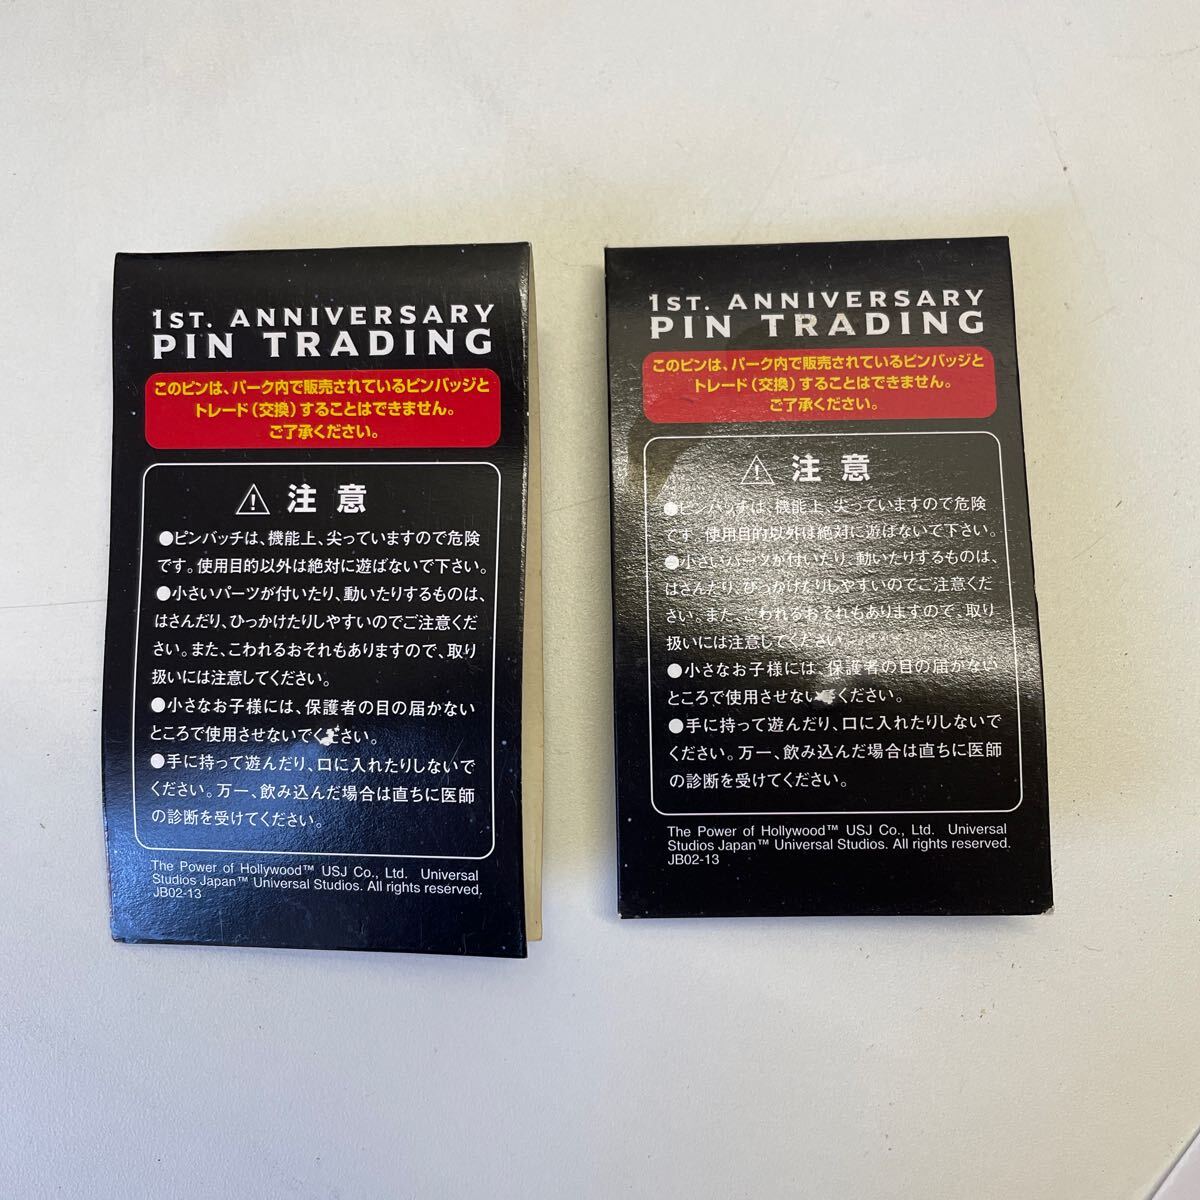 1ST. ANNIVERSARY
PIN TRADING
このピンは、パーク内で販売されているピンバッジと
トレード(交換)することはできません。
ご了承ください。
⚠ 注意
●ピンバッチは、機能上、尖っていますので危険
です。使用目的以外は絶対に遊ばないで下さい。
●小さいパーツが付いたり、動いたりするものは、
はさんだり、ひっかけたりしやすいのでご注意くだ
さい。また、こわれるおそれもありますので、取り
扱いには注意してください。
●小さなお子様には、保護者の目の届かない
ところで使用させないでください。
●手に持って遊んだり、口に入れたりしないで
ください。万一、飲み込んだ場合は直ちに医師
の診断を受けてください。
The Power of Hollywood™ USJ Co., Ltd. Universal
Studios Japan™ Universal Studios. All rights reserved.
JB02-13
1ST. ANNIVERSARY
PIN TRADING
このピンは、パーク内で販売されているピンバッジと
トレード(交換)することはできません。
ご了承ください。
⚠ 注意
●ピンバッチは、機能上、尖っていますので危険
です。使用目的以外は絶対に遊ばないで下さい。
●小さいパーツが付いたり、動いたりするものは、
はさんだり、ひっかけたりしやすいのでご注意くだ
さい。また、こわれるおそれもありますので、取り
扱いには注意してください。
●小さなお子様には、保護者の目の届かない
ところで使用させないでください。
●手に持って遊んだり、口に入れたりしないで
ください。万一、飲み込んだ場合は直ちに医師
の診断を受けてください。
The Power of Hollywood™ USJ Co., Ltd. Universal
Studios Japan™ Universal Studios. All rights reserved.
JB02-13